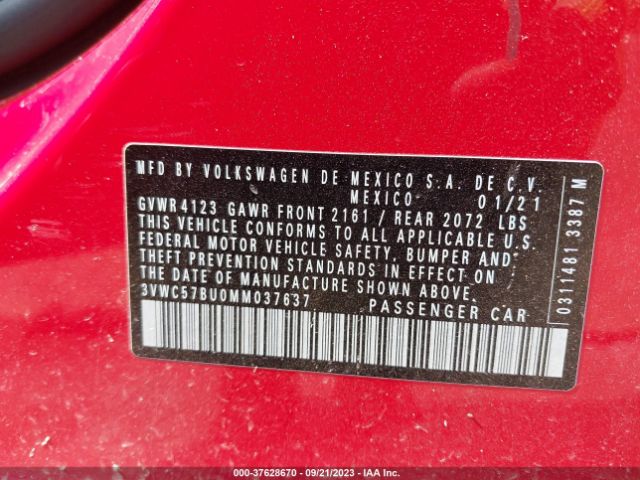 MFD BY VOLKSWAGEN DE MEXICO S.A. DE C.V.
MEXICO 01/21
GVWR 4123 GAWR FRONT 2161 / REAR 2072 LBS
THIS VEHICLE CONFORMS TO ALL APPLICABLE U.S.
FEDERAL MOTOR VEHICLE SAFETY, BUMPER AND
THEFT PREVENTION STANDARDS IN EFFECT ON
THE DATE OF MANUFACTURE SHOWN ABOVE.
3VWC57BU0MM037637 PASSENGER CAR
0311481 3387 M
000-37628670 - 09/21/2023 - IAA Inc.